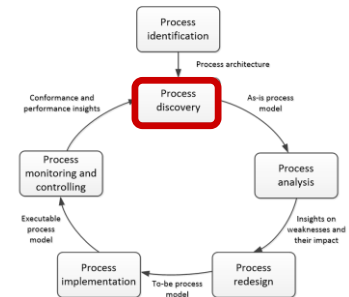 Process
identification
Process architecture
Process
discovery
Conformance and
performance insights
As-is process
model
Process
monitoring and
controlling
Process
analysis
Executable
process
model
Insights on
weaknesses and
their impact
Process
implementation
To-be process
model
Process
redesign